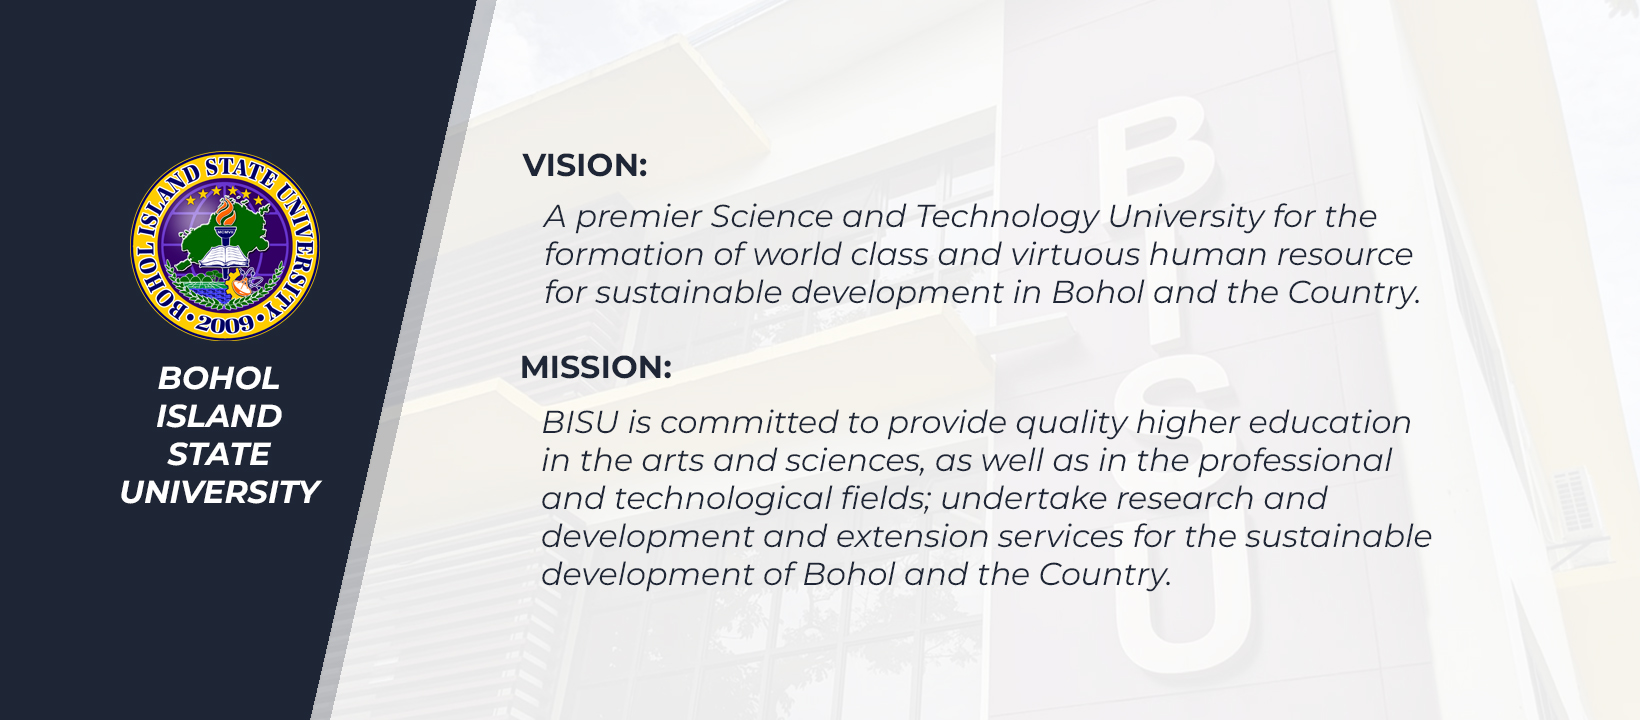 BOHOL ISLAND STATE UNIVERSITY
2009
BOHOL
ISLAND
STATE
UNIVERSITY
VISION:
A premier Science and Technology University for the
formation of world class and virtuous human resource
for sustainable development in Bohol and the Country.
MISSION:
BISU is committed to provide quality higher education
in the arts and sciences, as well as in the professional
and technological fields; undertake research and
development and extension services for the sustainable
development of Bohol and the Country.
B
I
S
U